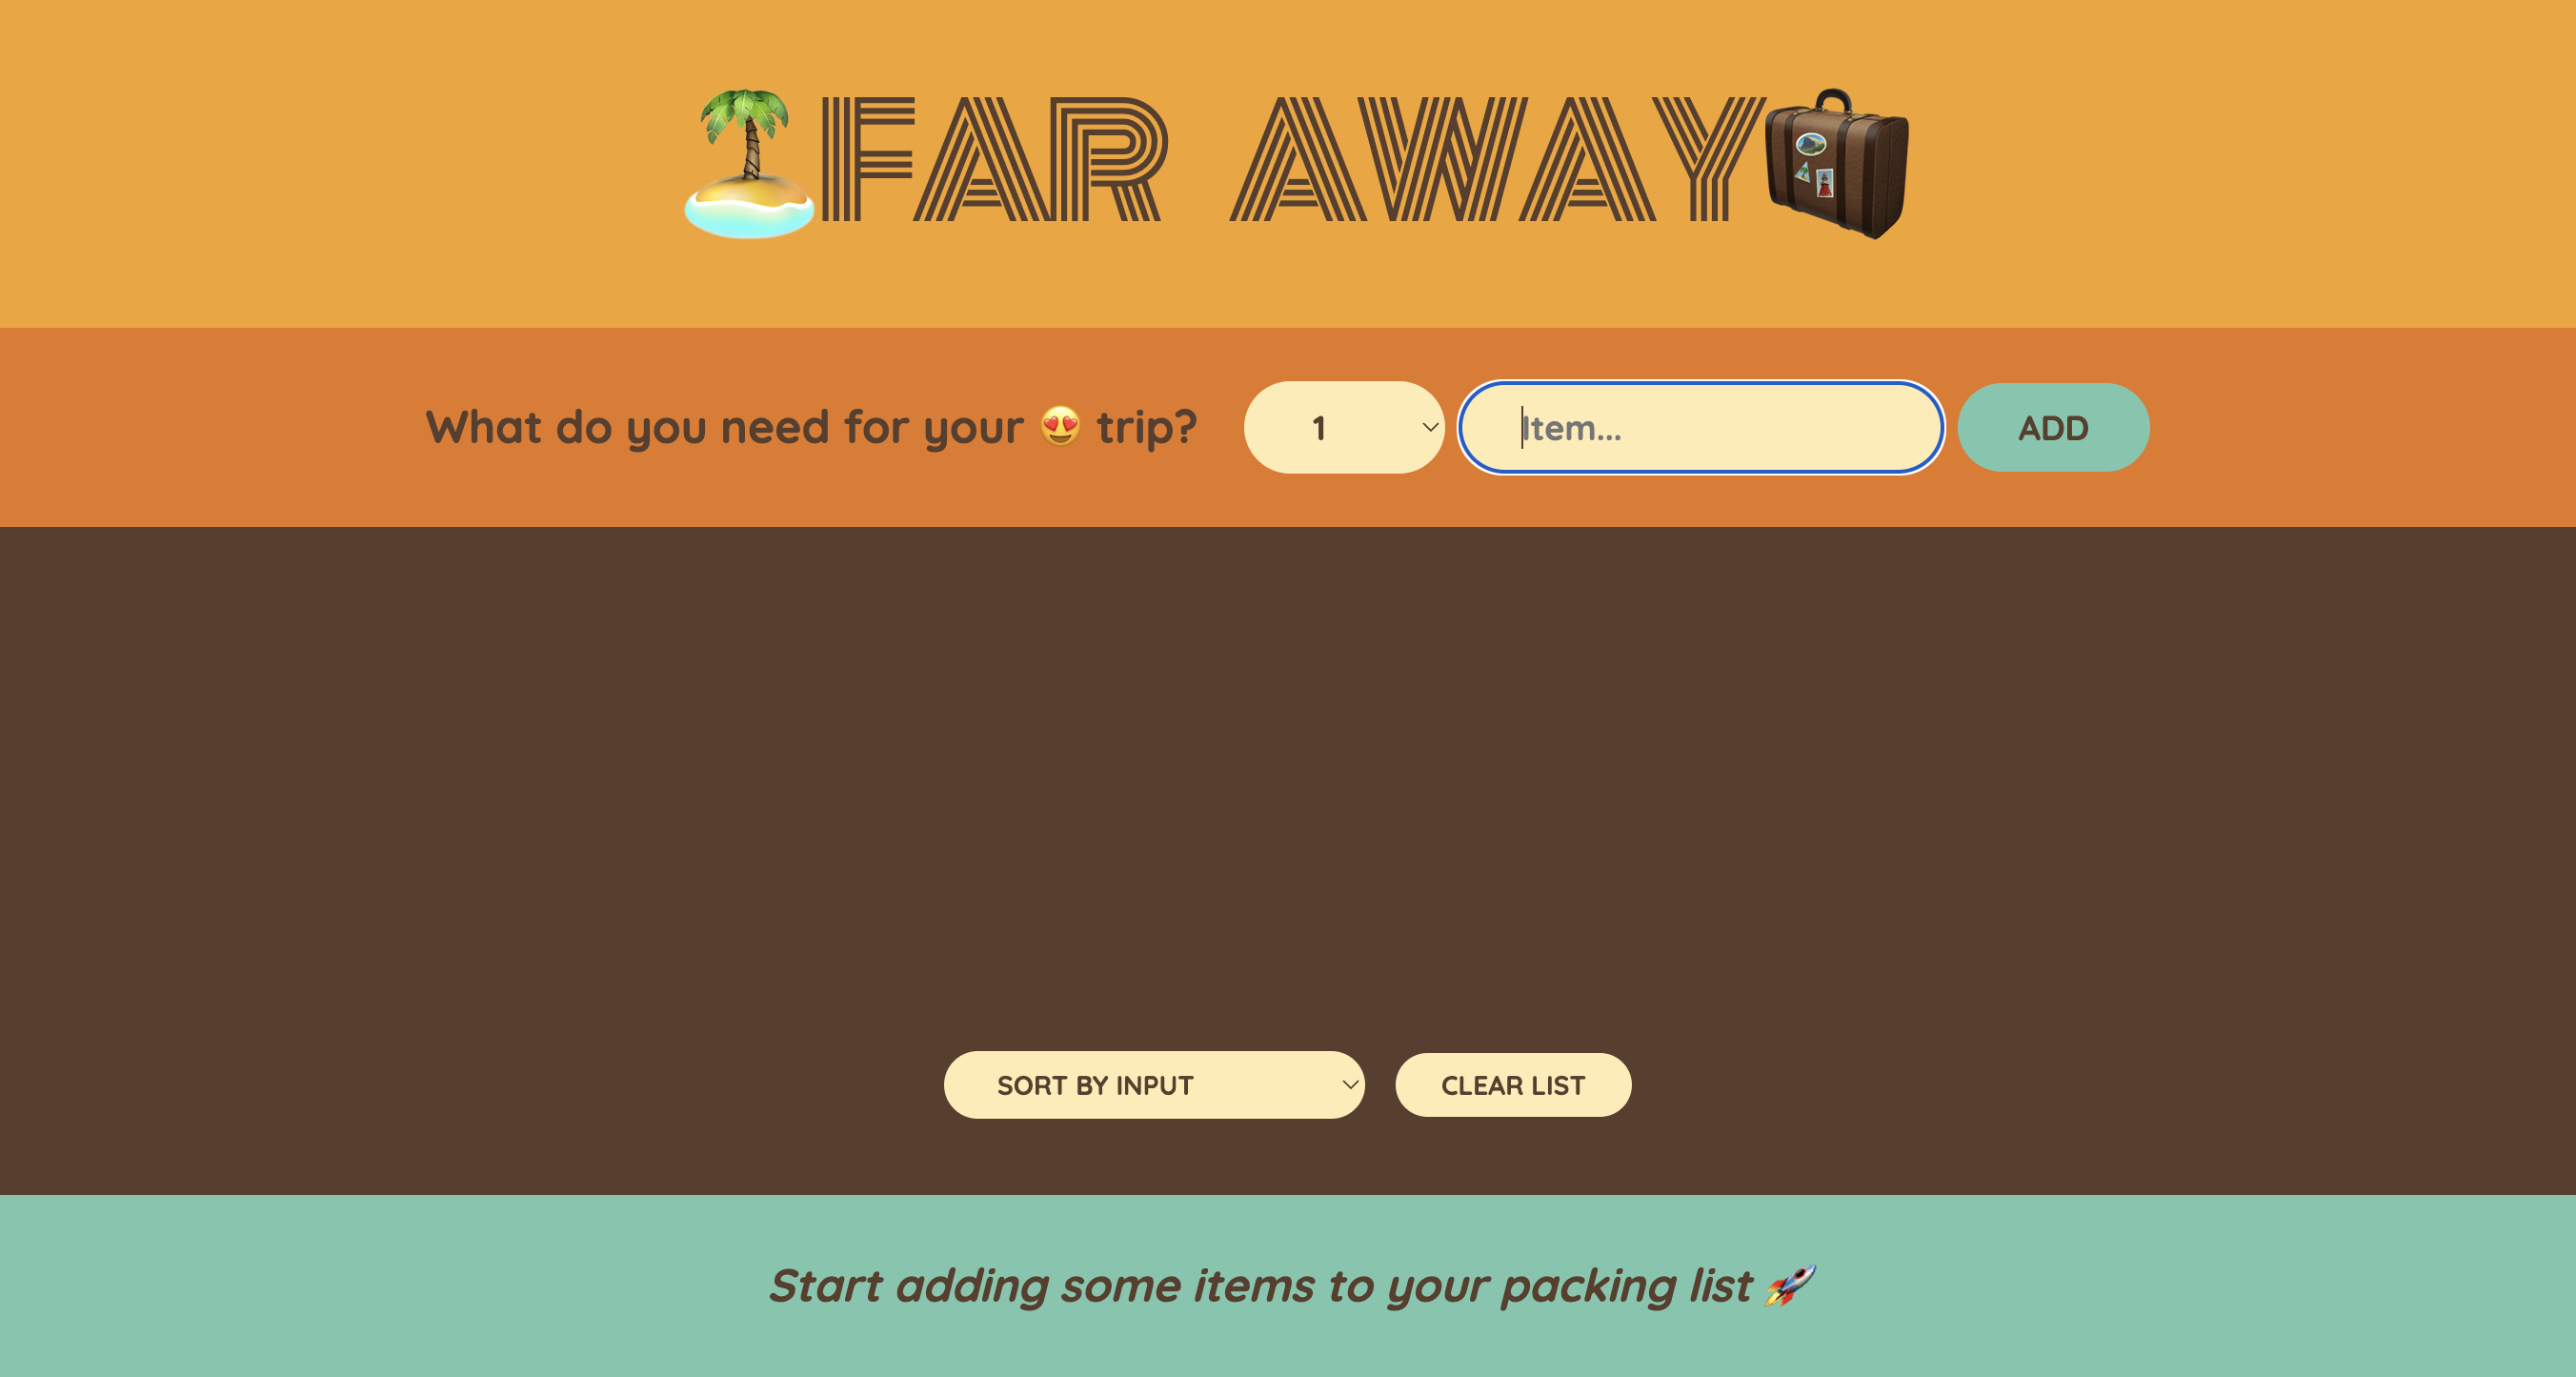 🏝️FAR AWAY🧳
What do you need for your 😍 trip? 1 Item... ADD
SORT BY INPUT CLEAR LIST
Start adding some items to your packing list 🚀